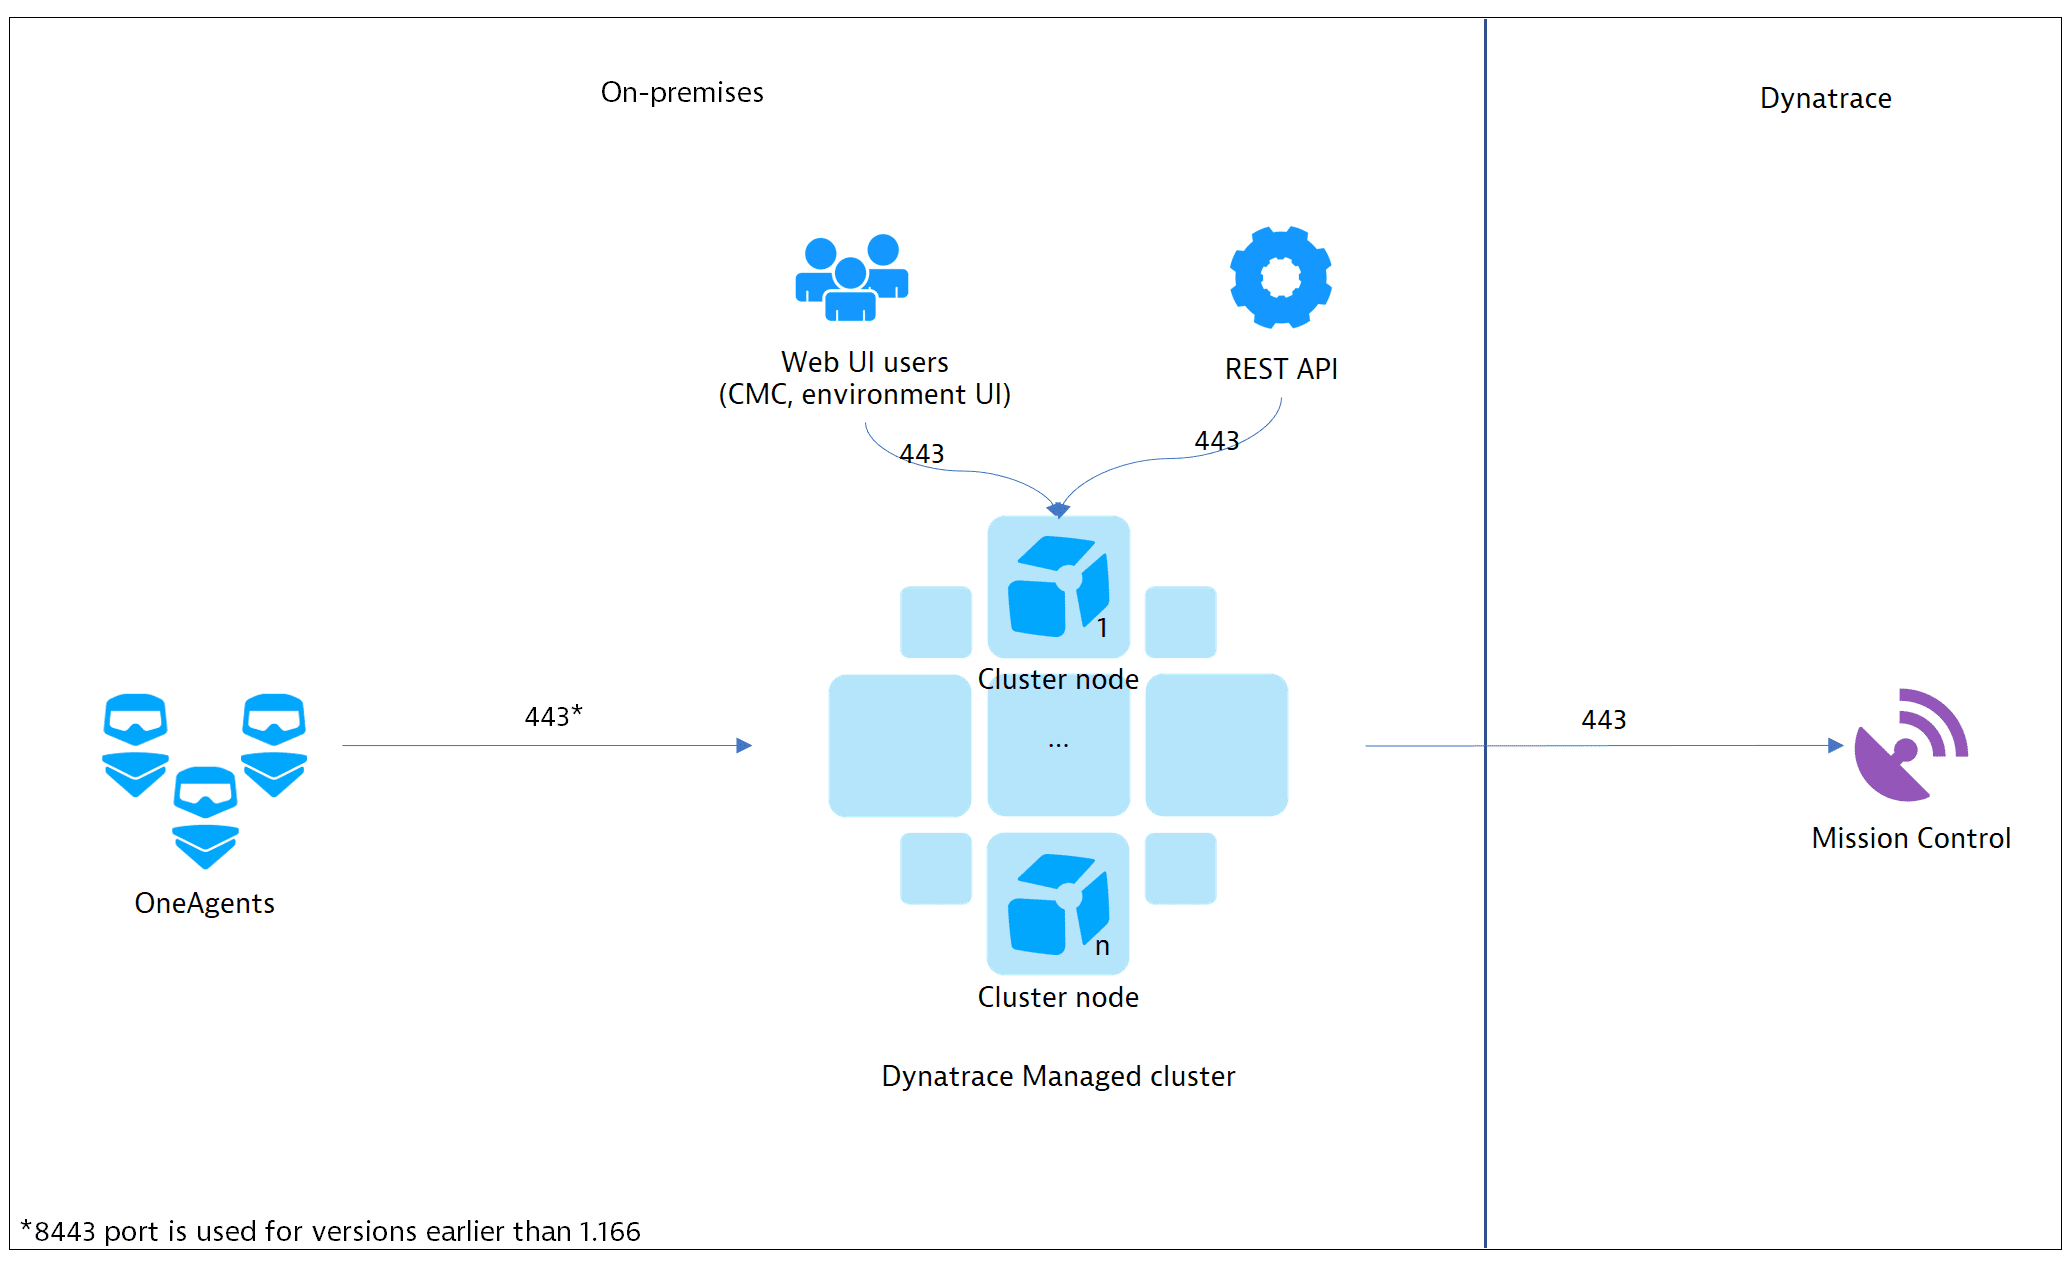 On-premises
Dynatrace
Web UI users
(CMC, environment UI)
REST API
443
443
1
Cluster node
443*
...
443
Mission Control
OneAgents
n
Cluster node
Dynatrace Managed cluster
*8443 port is used for versions earlier than 1.166